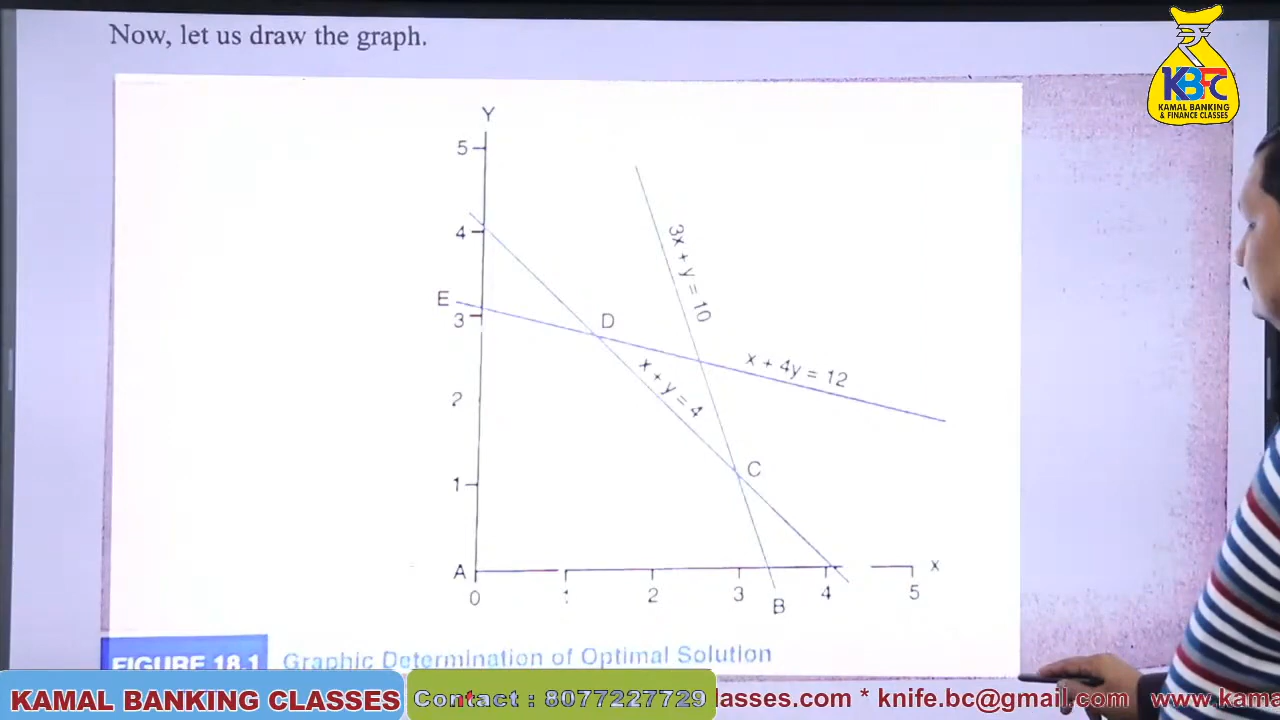 Now, let us draw the graph.
KBFC
KAMAL BANKING
& FINANCE CLASSES
Y
5
4
3x + y = 10
E
3
D
x + 4y = 12
x + y = 4
2
C
1
A
x
0
2
3
4
5
B
FIGURE 18.1 Graphic Determination of Optimal Solution
KAMAL BANKING CLASSES Contact : 8077227729 lasses.com * knife.bc@gmail.com www.kama